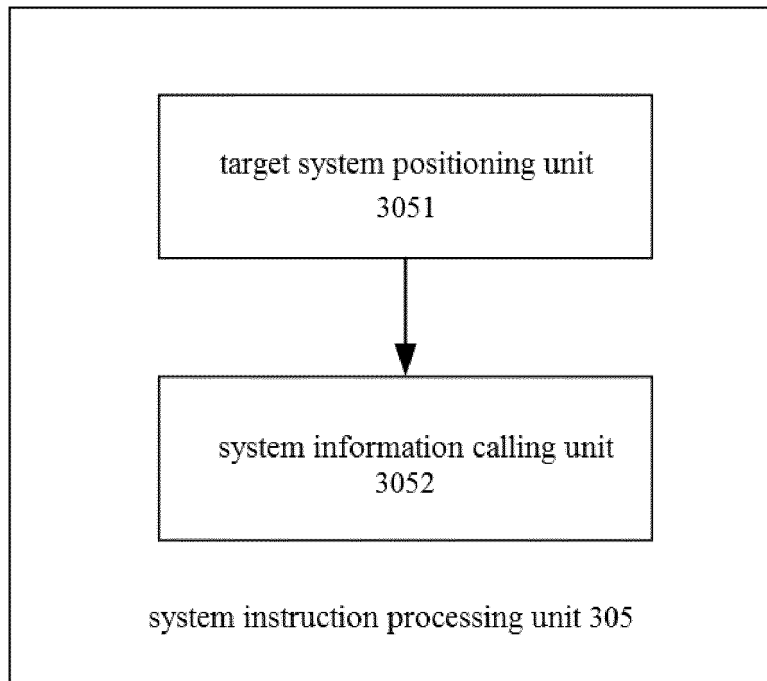 target system positioning unit
3051
system information calling unit
3052
system instruction processing unit 305